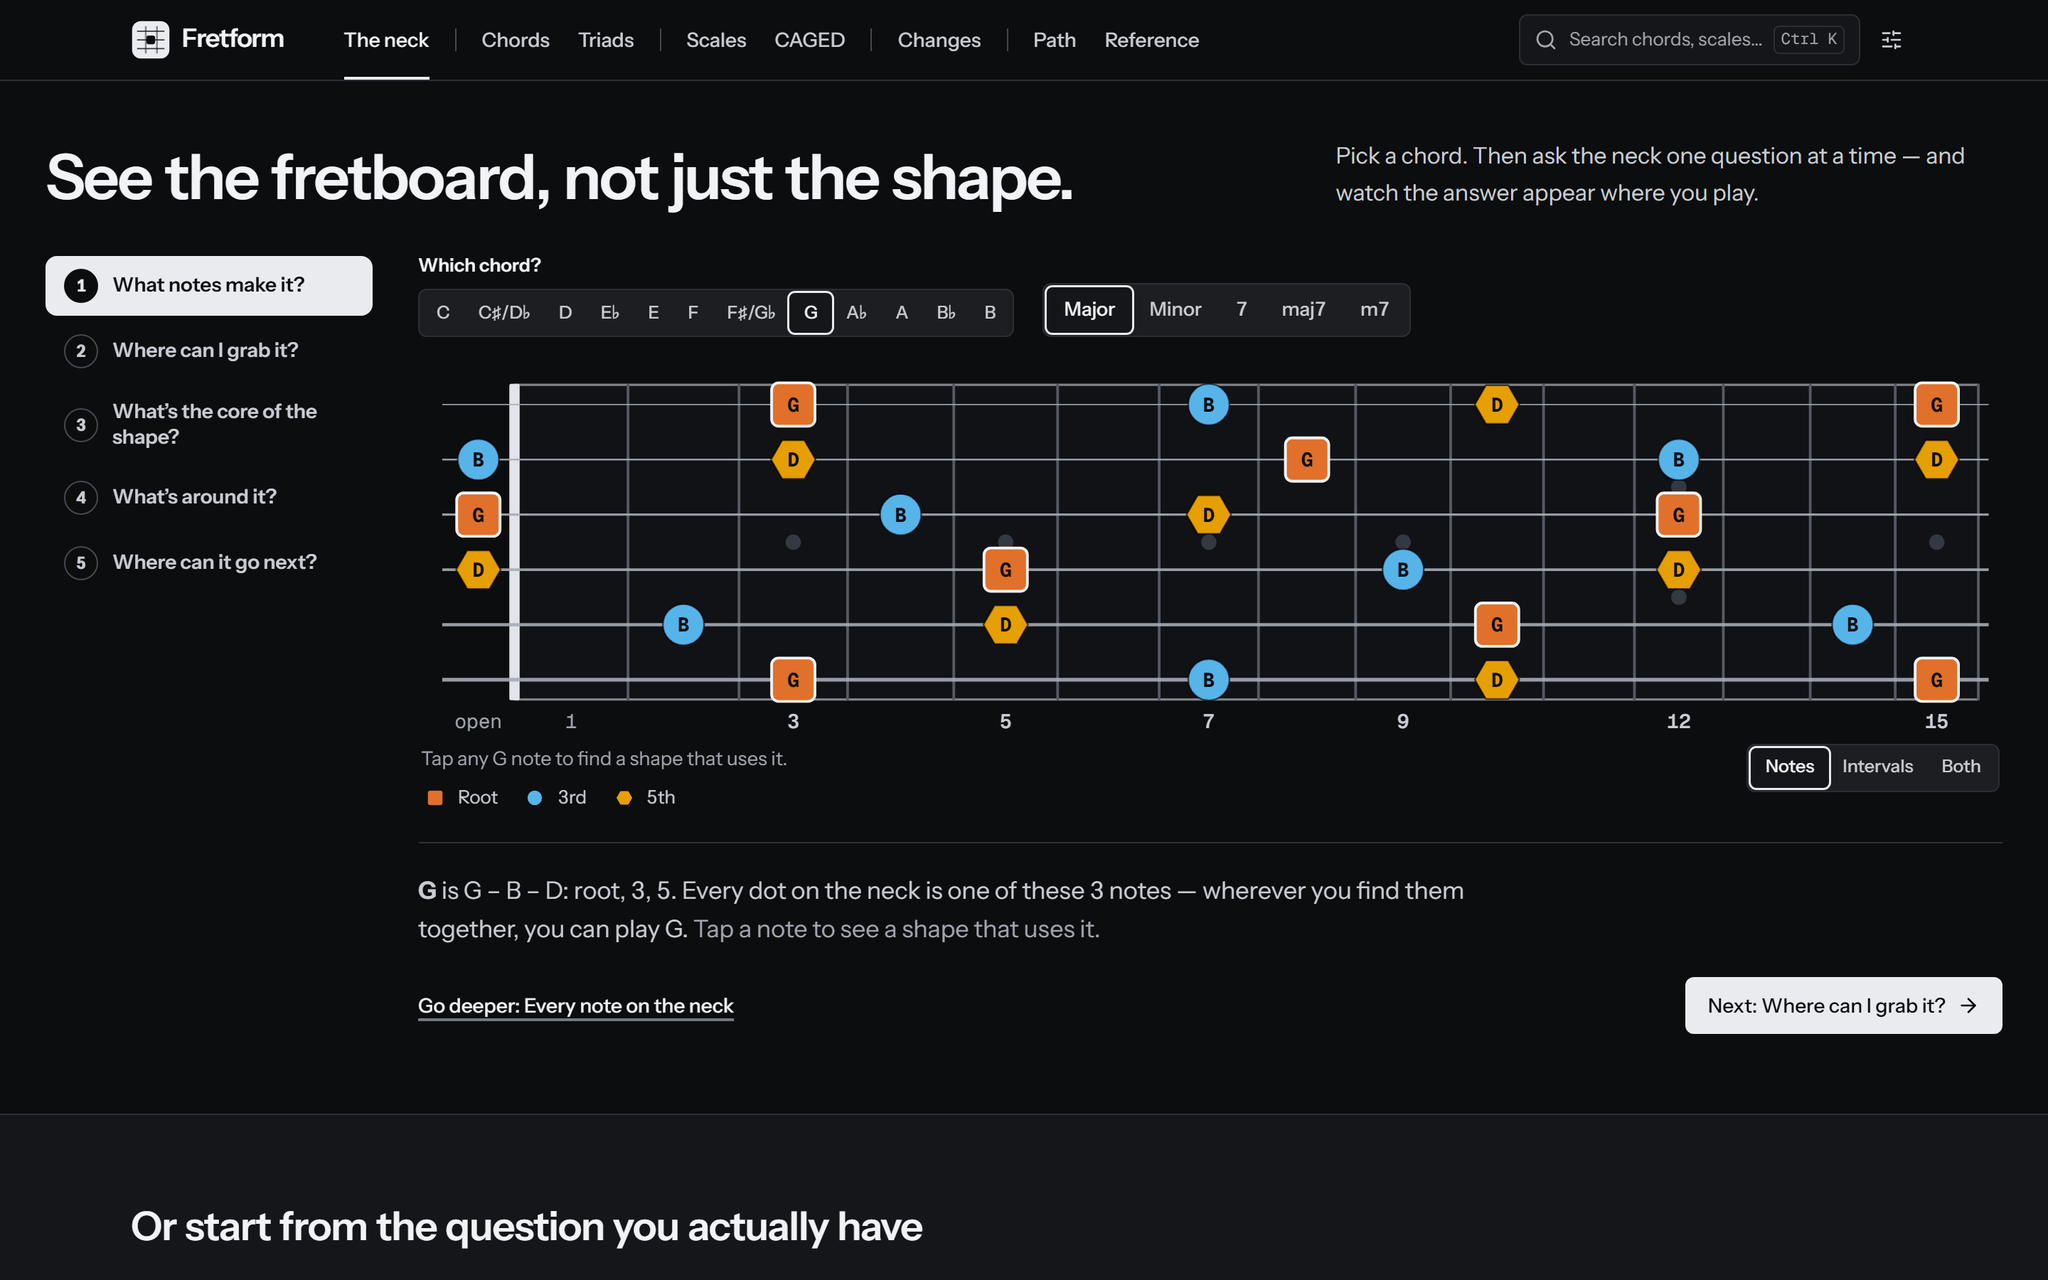 Fretform
The neck
Chords
Triads
Scales
CAGED
Changes
Path
Reference
Search chords, scales...
Ctrl K
See the fretboard, not just the shape.
Pick a chord. Then ask the neck one question at a time — and
watch the answer appear where you play.
1 What notes make it?
2 Where can I grab it?
3 What's the core of the
shape?
4 What's around it?
5 Where can it go next?
Which chord?
C C♯/D♭ D E♭ E F F♯/G♭ G A♭ A B♭ B
Major Minor 7 maj7 m7
G B D G
B D G B D
G B D G
D G B D
B D G B
G B D G
open 1 3 5 7 9 12 15
Tap any G note to find a shape that uses it.
Notes Intervals Both
Root 3rd 5th
G is G – B – D: root, 3, 5. Every dot on the neck is one of these 3 notes — wherever you find them
together, you can play G. Tap a note to see a shape that uses it.
Go deeper: Every note on the neck
Next: Where can I grab it? →
Or start from the question you actually have